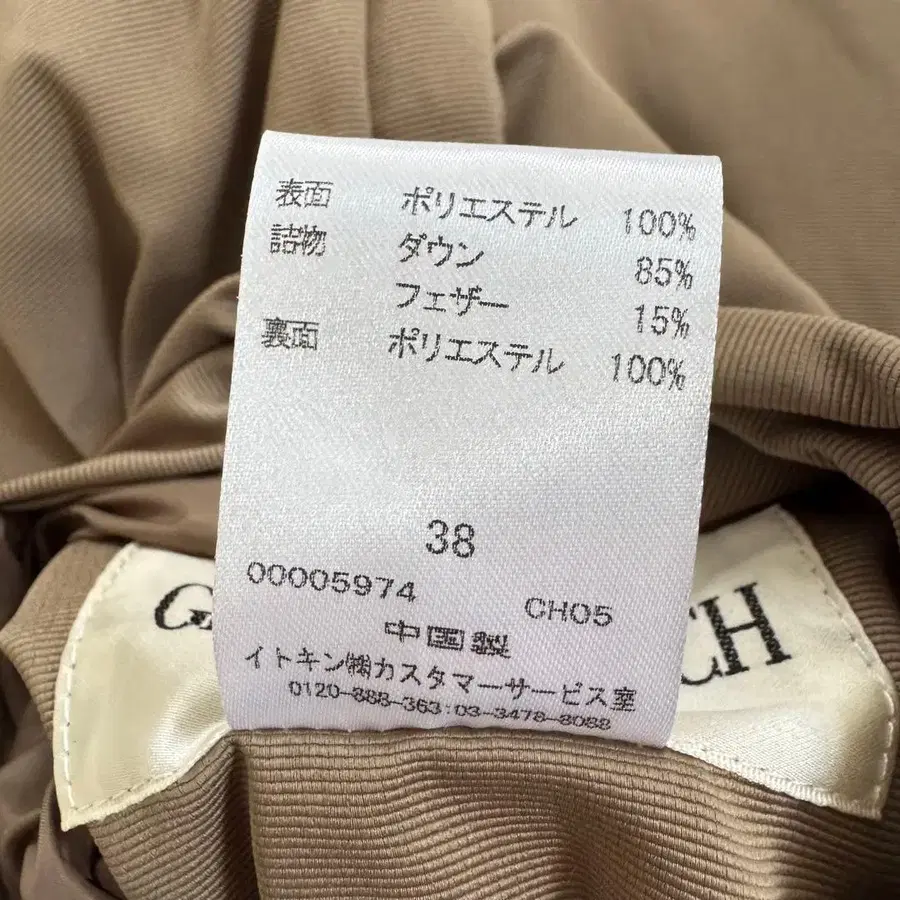 表面 ポリエステル 100%
詰物 ダウン 85%
フェザー 15%
裏面 ポリエステル 100%
38
00005974 CH05
中国製
イトキン㈱カスタマーサービス室
0120-888-363:03-3478-8088